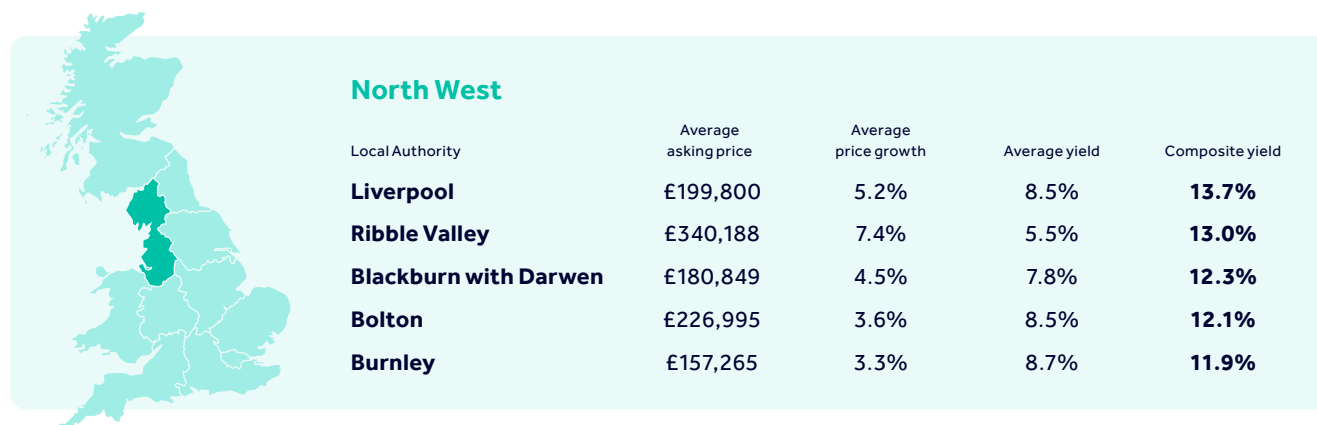 North West
Average Average
Local Authority asking price price growth Average yield Composite yield
Liverpool £199,800 5.2% 8.5% 13.7%
Ribble Valley £340,188 7.4% 5.5% 13.0%
Blackburn with Darwen £180,849 4.5% 7.8% 12.3%
Bolton £226,995 3.6% 8.5% 12.1%
Burnley £157,265 3.3% 8.7% 11.9%